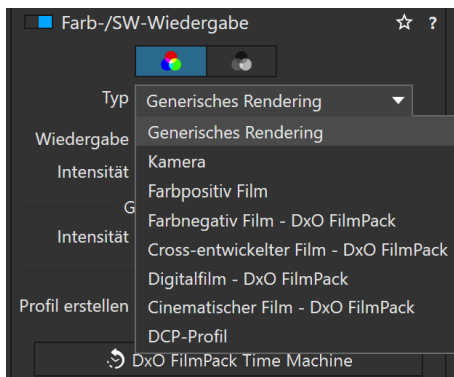 Farb-/SW-Wiedergabe ?
Typ Generisches Rendering
Generisches Rendering
Wiedergabe
Kamera
Intensität
Farbpositiv Film
G
Farbnegativ Film - DxO FilmPack
Intensität
Cross-entwickelter Film - DxO FilmPack
Digitalfilm - DxO FilmPack
Profil erstellen
Cinematischer Film - DxO FilmPack
DCP-Profil
DxO FilmPack Time Machine